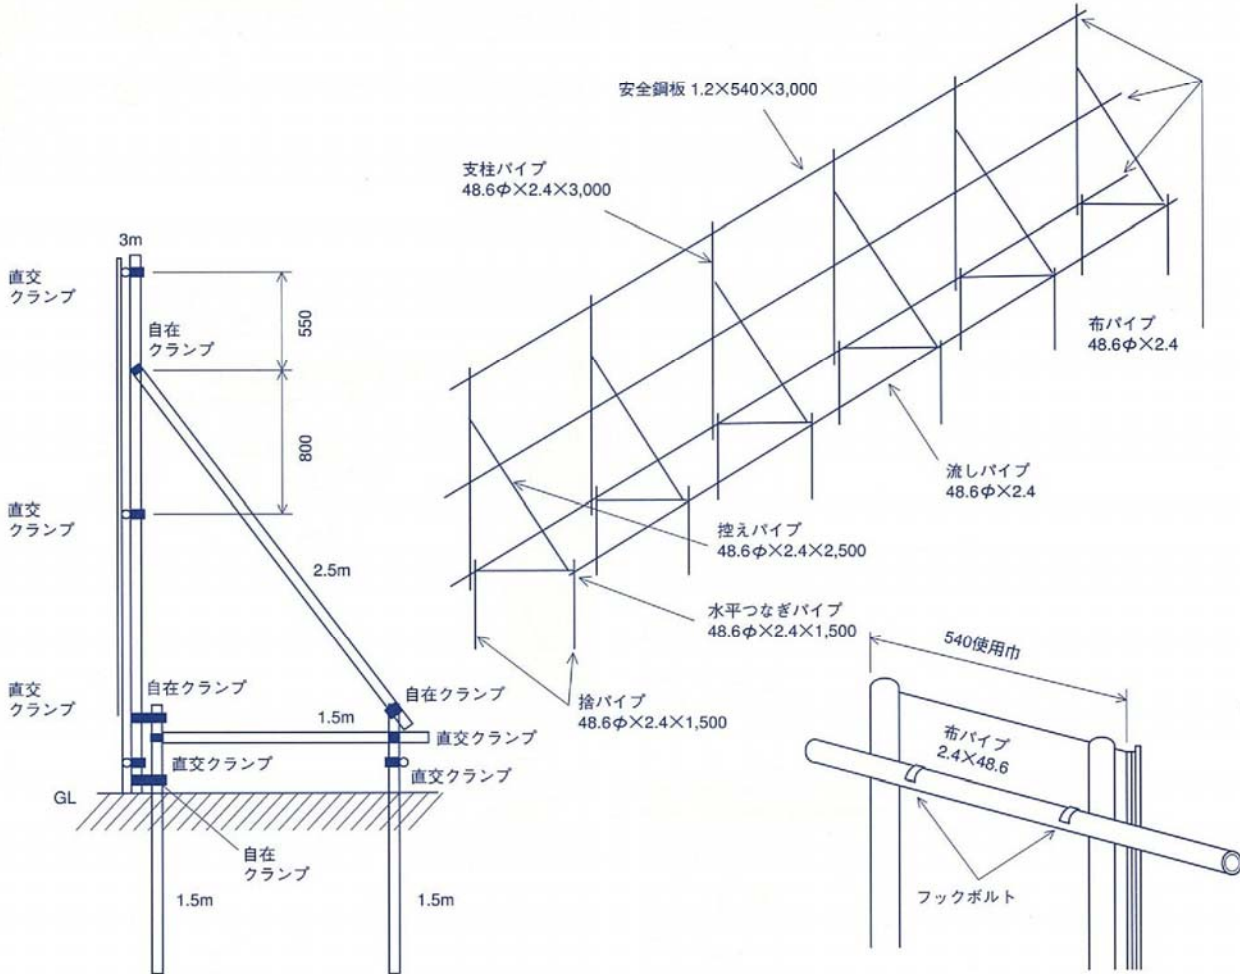 安全鋼板 1.2×540×3,000
支柱パイプ
48.6φ×2.4×3,000
布パイプ
48.6φ×2.4
流しパイプ
48.6φ×2.4
控えパイプ
48.6φ×2.4×2,500
水平つなぎパイプ
48.6φ×2.4×1,500
捨パイプ
48.6φ×2.4×1,500
3m
直交
クランプ
自在
クランプ
550
800
直交
クランプ
2.5m
直交
クランプ
自在クランプ
自在クランプ
1.5m
直交クランプ
直交クランプ
直交クランプ
GL
自在
クランプ
1.5m
1.5m
540使用巾
布パイプ
2.4×48.6
フックボルト